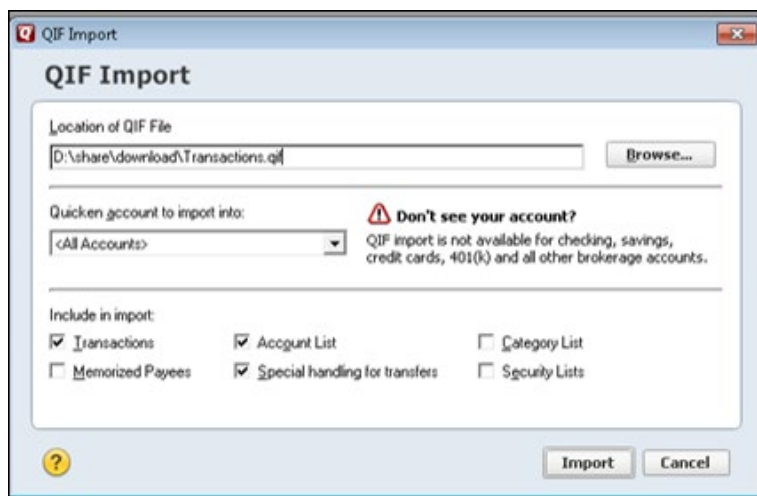 QIF Import
QIF Import
Location of QIF File
D:\share\download\Transactions.qif
Browse...
Quicken account to import into:
Don't see your account?
<All Accounts>
QIF import is not available for checking, savings,
credit cards, 401(k) and all other brokerage accounts.
Include in import:
Transactions
Account List
Category List
Memorized Payees
Special handling for transfers
Security Lists
?
Import
Cancel